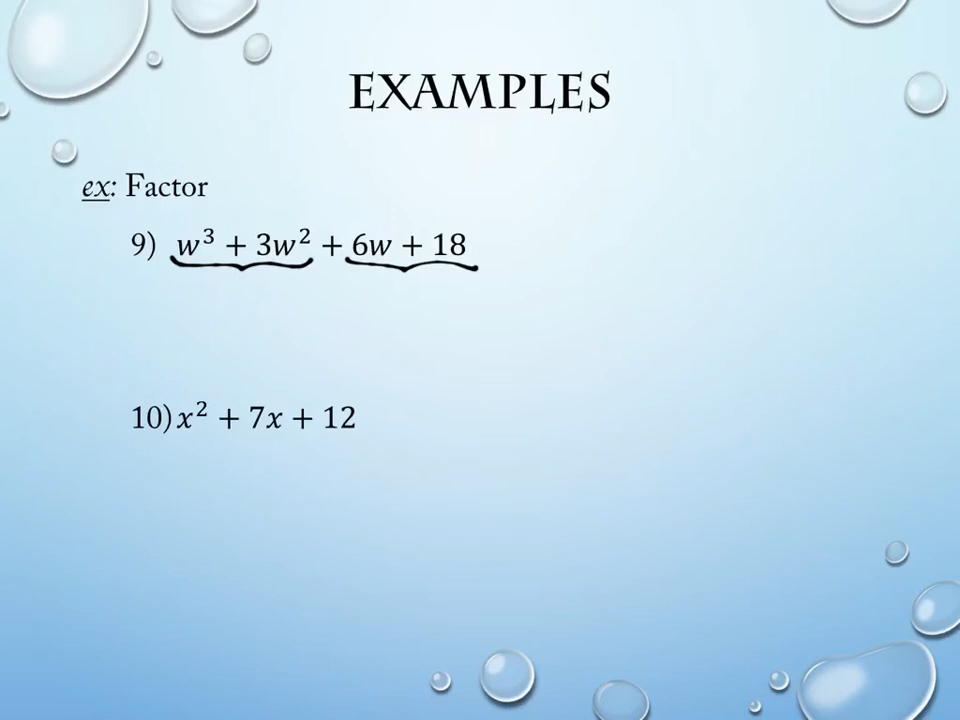 EXAMPLES
ex: Factor
9) w³ + 3w² + 6w + 18
10) x² + 7x + 12